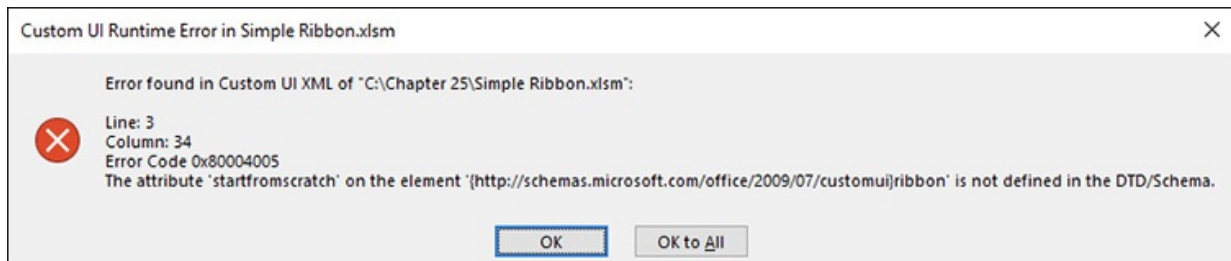 Custom UI Runtime Error in Simple Ribbon.xlsm
Error found in Custom UI XML of "C:\Chapter 25\Simple Ribbon.xlsm":
Line: 3
Column: 34
Error Code 0x80004005
The attribute 'startfromscratch' on the element '{http://schemas.microsoft.com/office/2009/07/customui}ribbon' is not defined in the DTD/Schema.
OK
OK to All